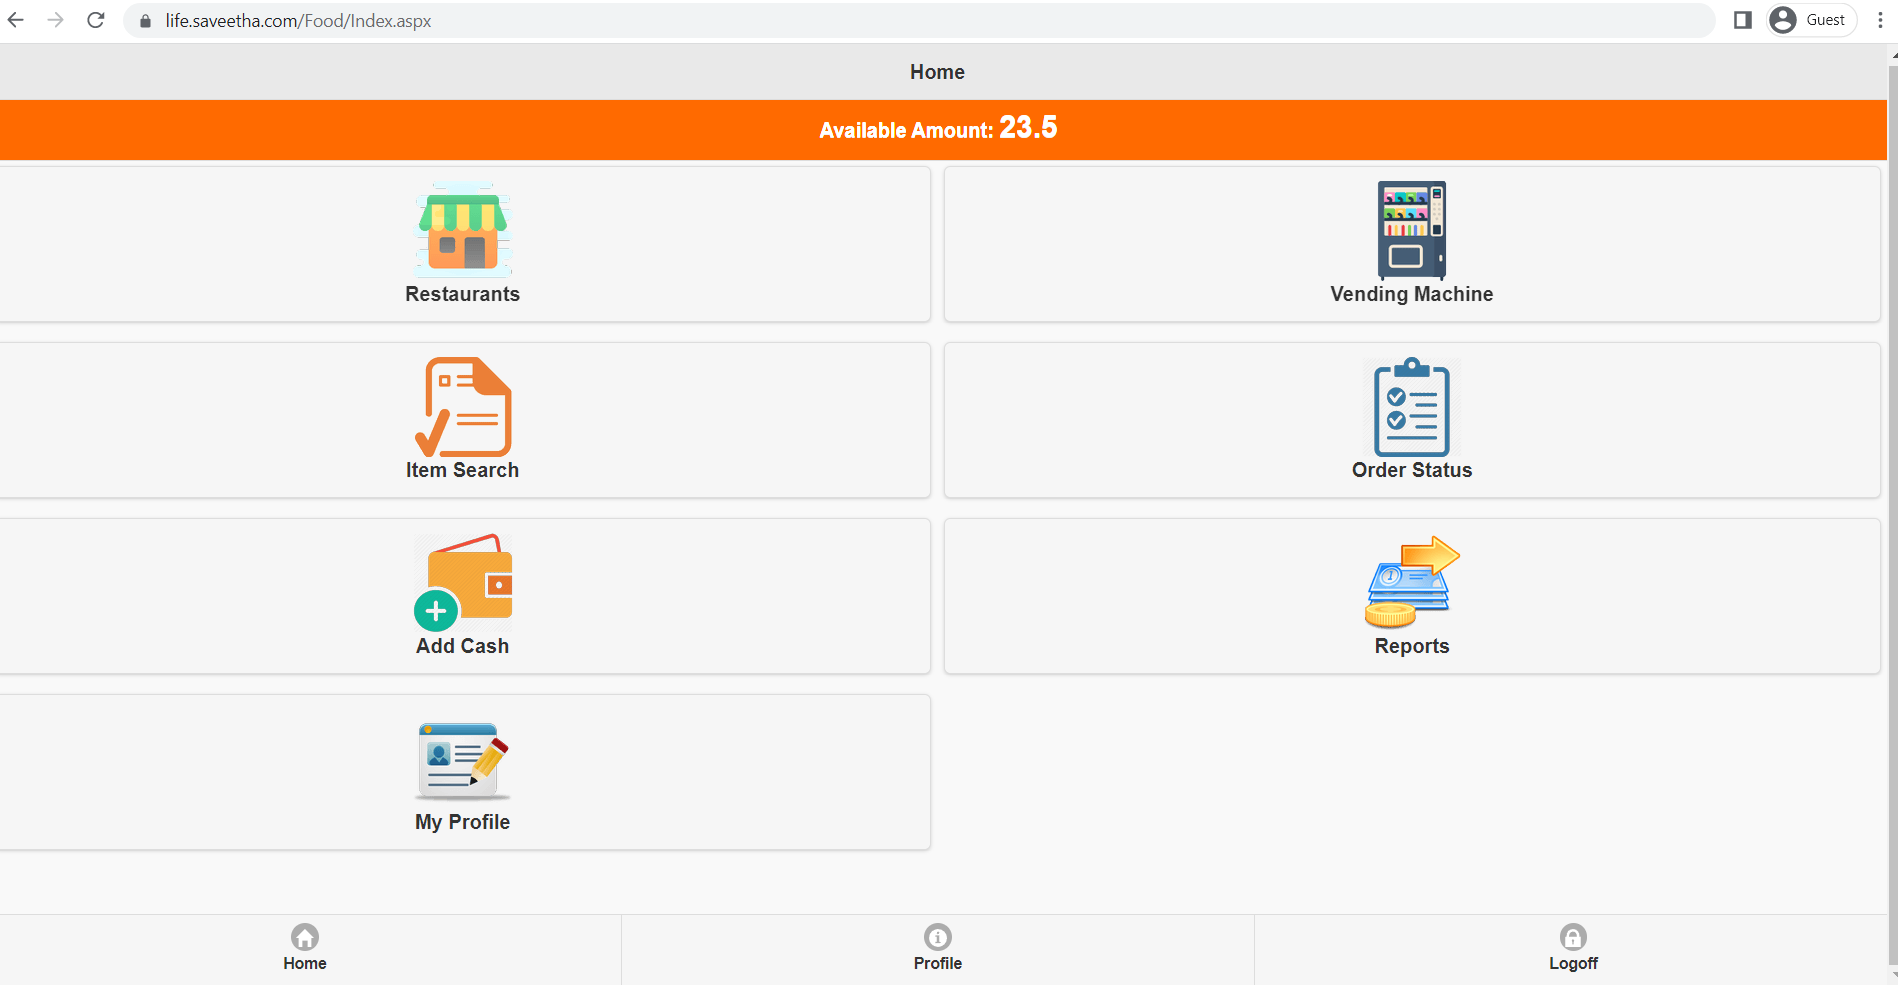 life.saveetha.com/Food/Index.aspx
Guest
Home
Available Amount: 23.5
Restaurants
Vending Machine
Item Search
Order Status
Add Cash
Reports
My Profile
Home
Profile
Logoff